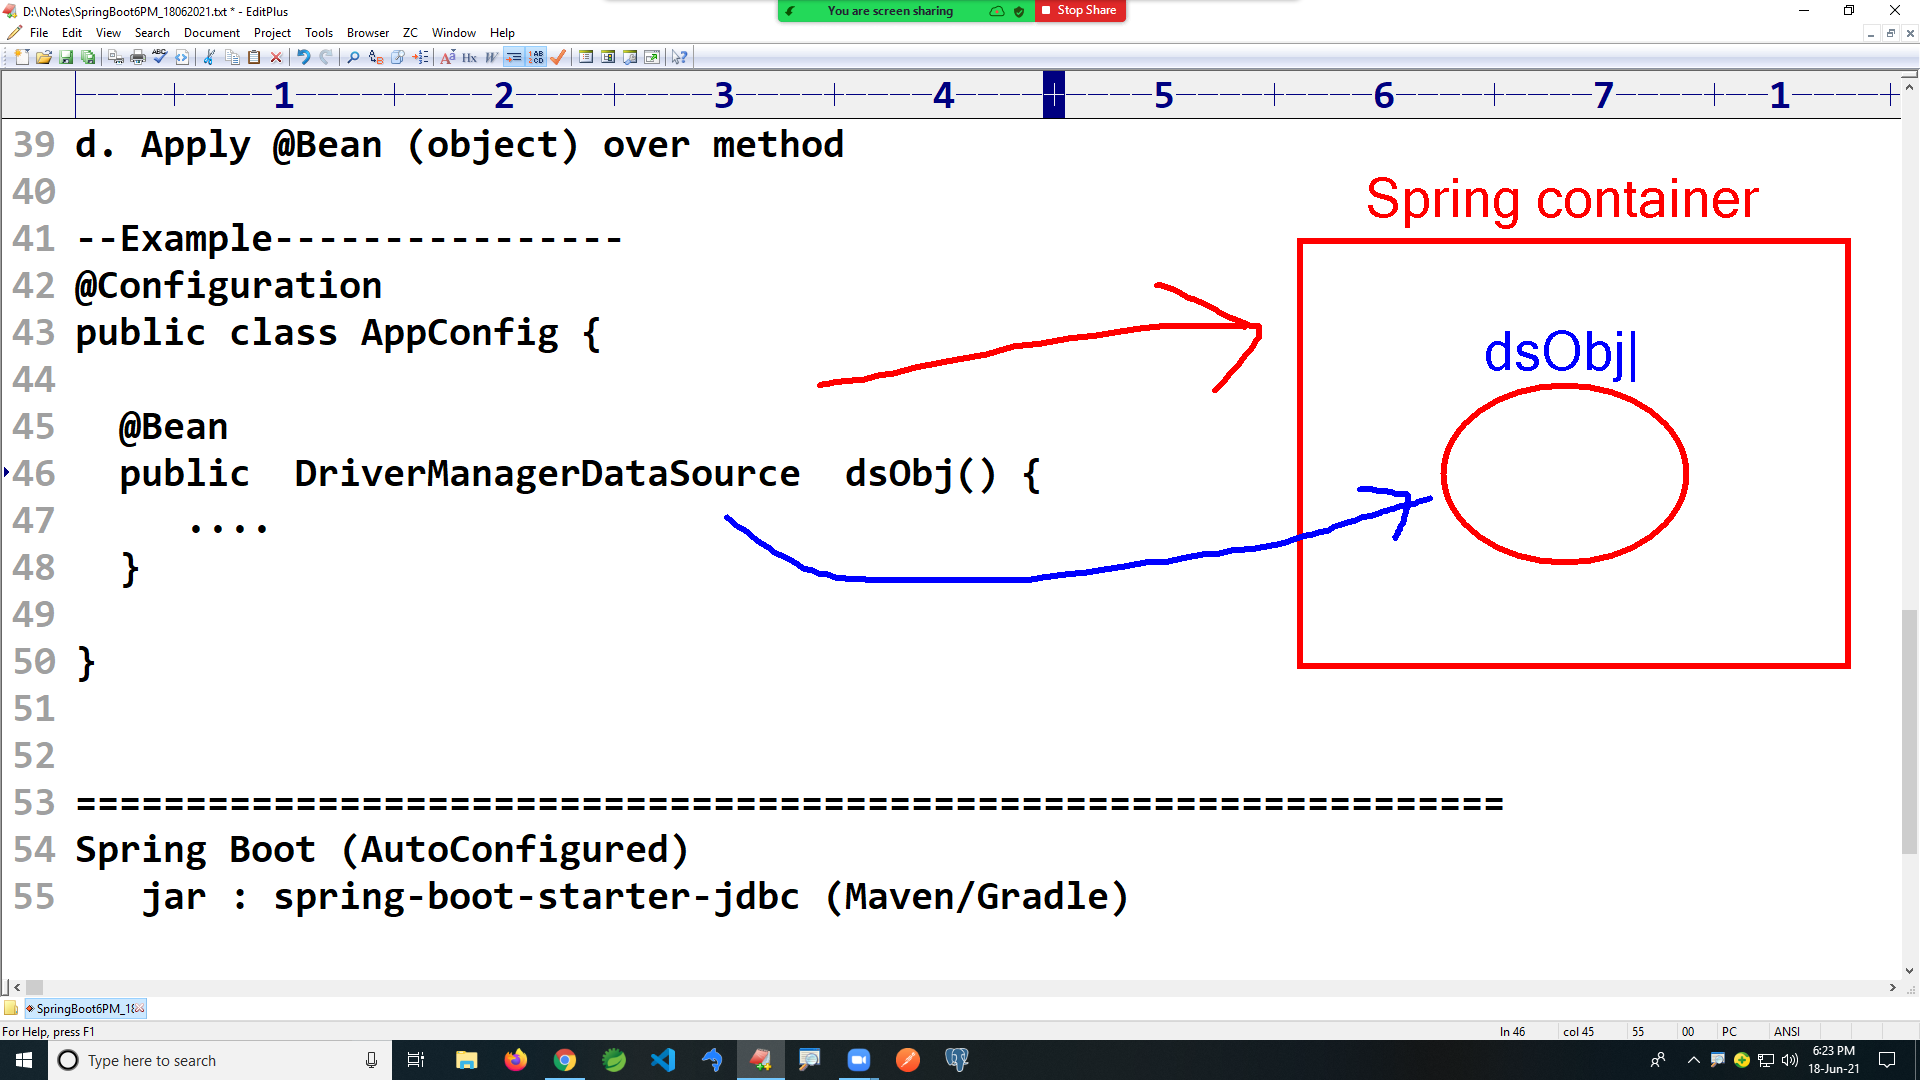 D:\Notes\SpringBoot6PM_18062021.txt * - EditPlus
You are screen sharing
Stop Share
File Edit View Search Document Project Tools Browser ZC Window Help
1 2 3 4 5 6 7 1
39 d. Apply @Bean (object) over method
40
Spring container
41 --Example----------------
42 @Configuration
43 public class AppConfig {
dsObj
44
45 @Bean
46 public DriverManagerDataSource dsObj() {
47 ....
48 }
49
50 }
51
52
53 =================================================================
54 Spring Boot (AutoConfigured)
55 jar : spring-boot-starter-jdbc (Maven/Gradle)
SpringBoot6PM_18
For Help, press F1
ln 46 col 45 55 00 PC ANSI
Type here to search
6:23 PM
18-Jun-21